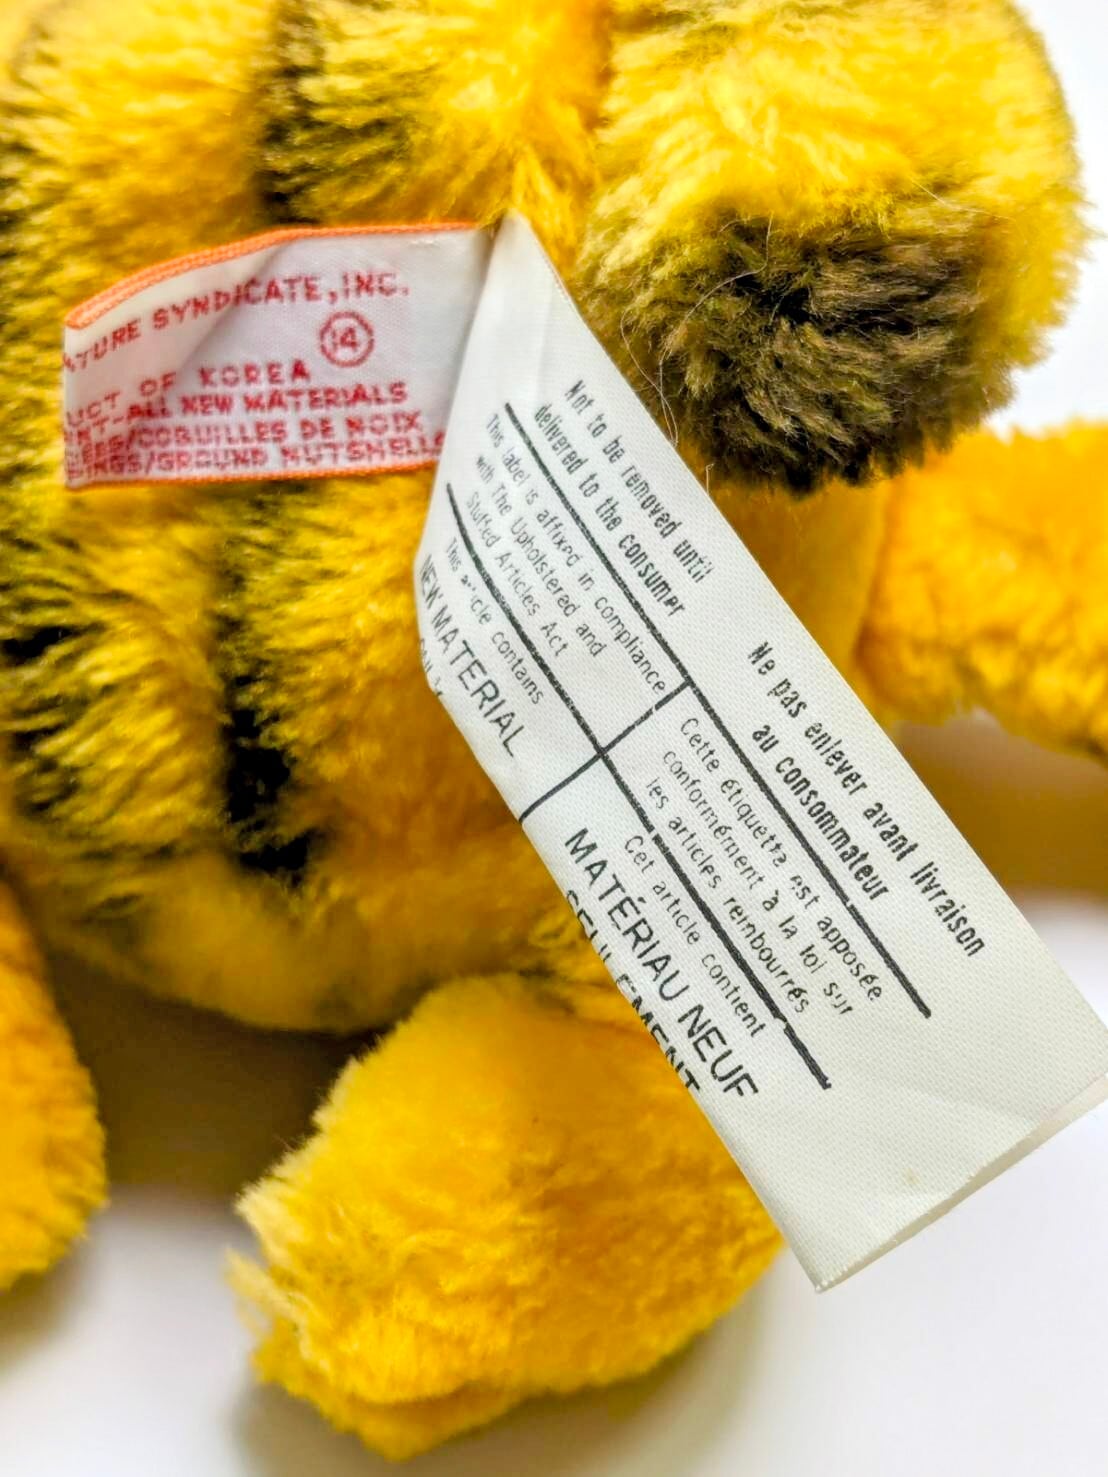 SYNDICATE, INC.
14
OF KOREA
ALL NEW MATERIALS
/COQUILLES DE NOIX
/GROUND NUTSHELLS
Not to be removed until
delivered to the consumer
This label is affixed in compliance
with The Upholstered and
Stuffed Articles Act
This article contains
NEW MATERIAL
Ne pas enlever avant livraison
au consommateur
Cette étiquette est apposée
conformément à la loi sur
les articles rembourrés
Cet article contient
MATÉRIAU NEUF
SEULEMENT